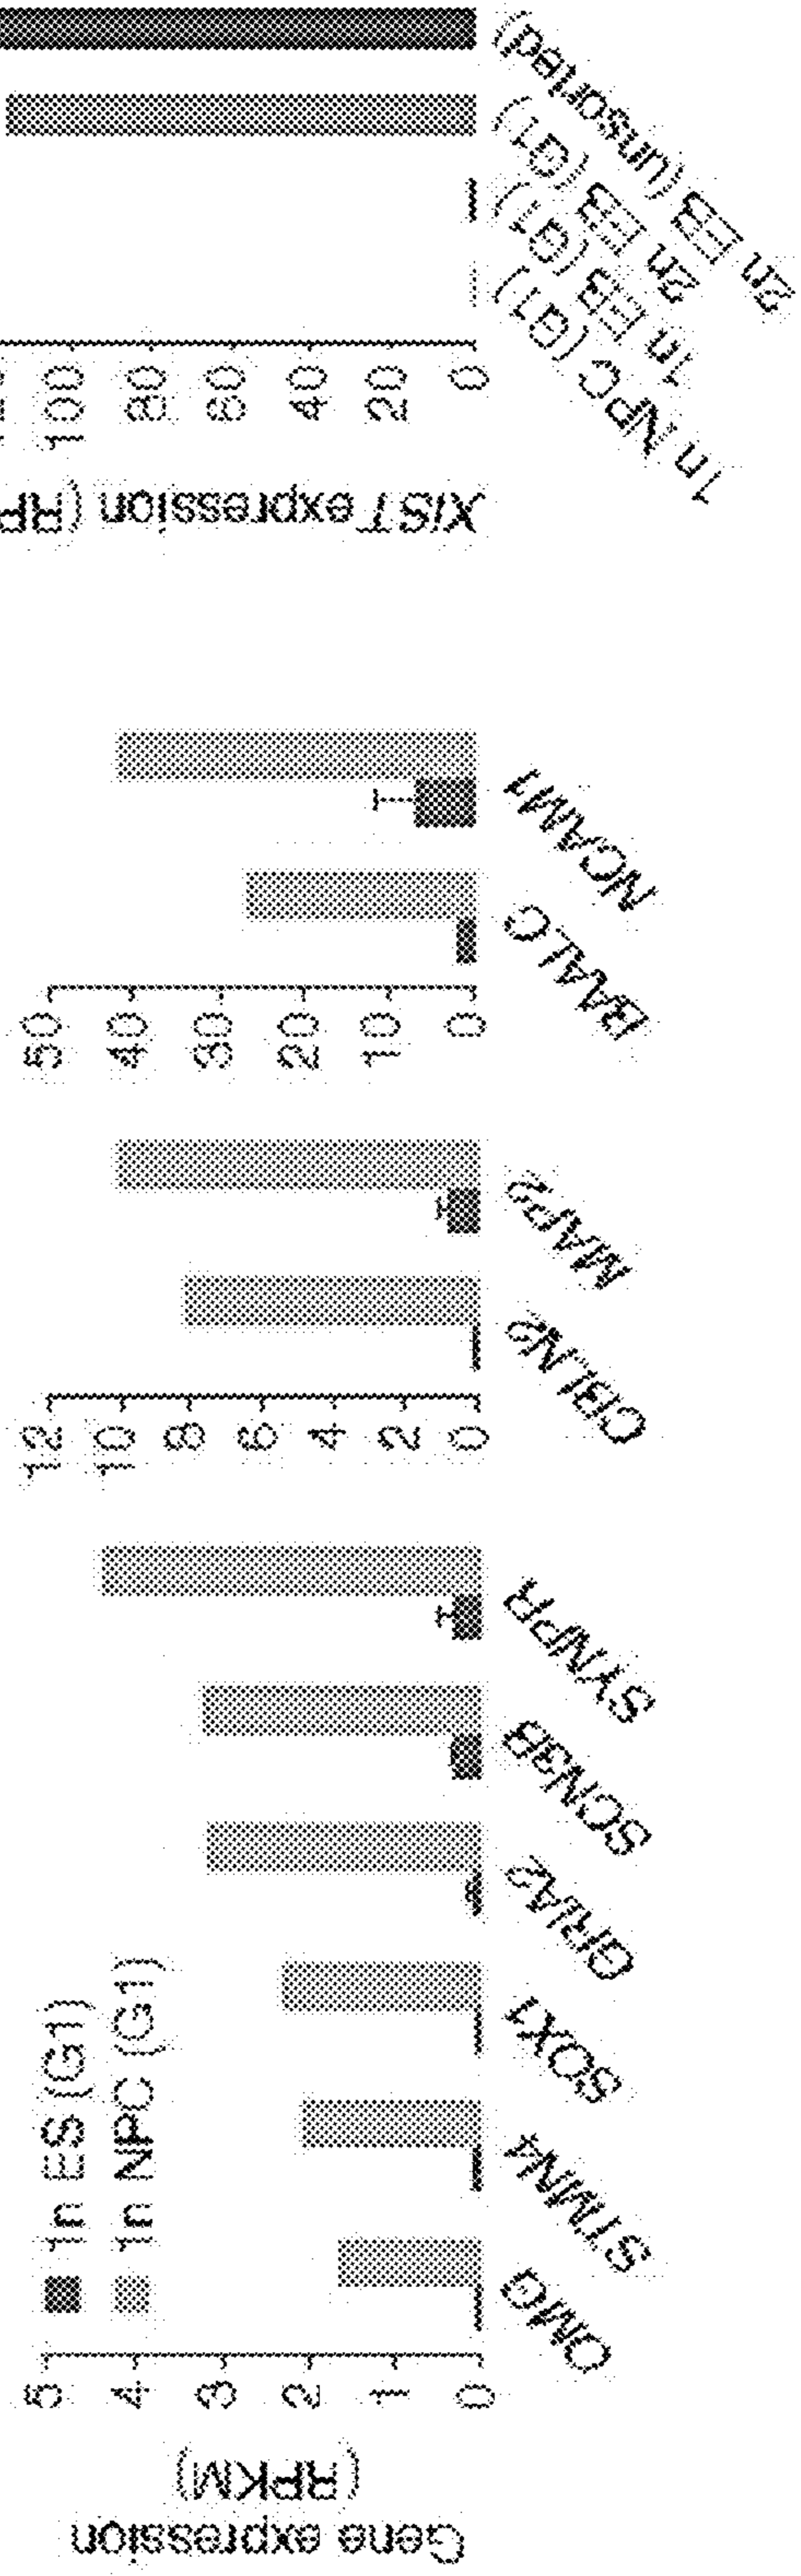 Gene expression
(RPKM)
5
4
3
2
1
0
1n ES (G1)
1n NPC (G1)
OMG
STMN4
SOX1
GRIA2
SCN3B
SYNPR
12
10
8
6
4
2
0
CBLN2
MAP2
50
40
30
20
10
0
BAALC
NCAM1
XIST expression
100
80
60
40
20
0
1n NPC (G1)
1n EB (G1)
2n EB (G1)
2n EB (unsorted)